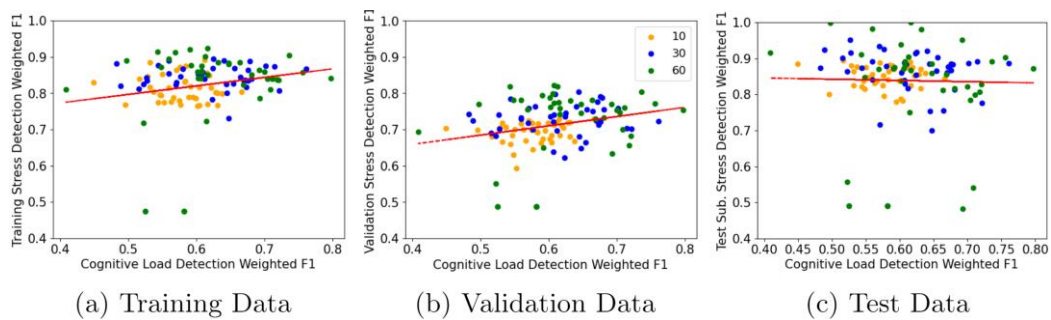 Training Stress Detection Weighted F1
1.0
0.9
0.8
0.7
0.6
0.5
0.4
0.4 0.5 0.6 0.7 0.8
Cognitive Load Detection Weighted F1
(a) Training Data
Validation Stress Detection Weighted F1
1.0
0.9
0.8
0.7
0.6
0.5
0.4
10
30
60
0.4 0.5 0.6 0.7 0.8
Cognitive Load Detection Weighted F1
(b) Validation Data
Test Sub. Stress Detection Weighted F1
1.0
0.9
0.8
0.7
0.6
0.5
0.4
0.40 0.45 0.50 0.55 0.60 0.65 0.70 0.75 0.80
Cognitive Load Detection Weighted F1
(c) Test Data